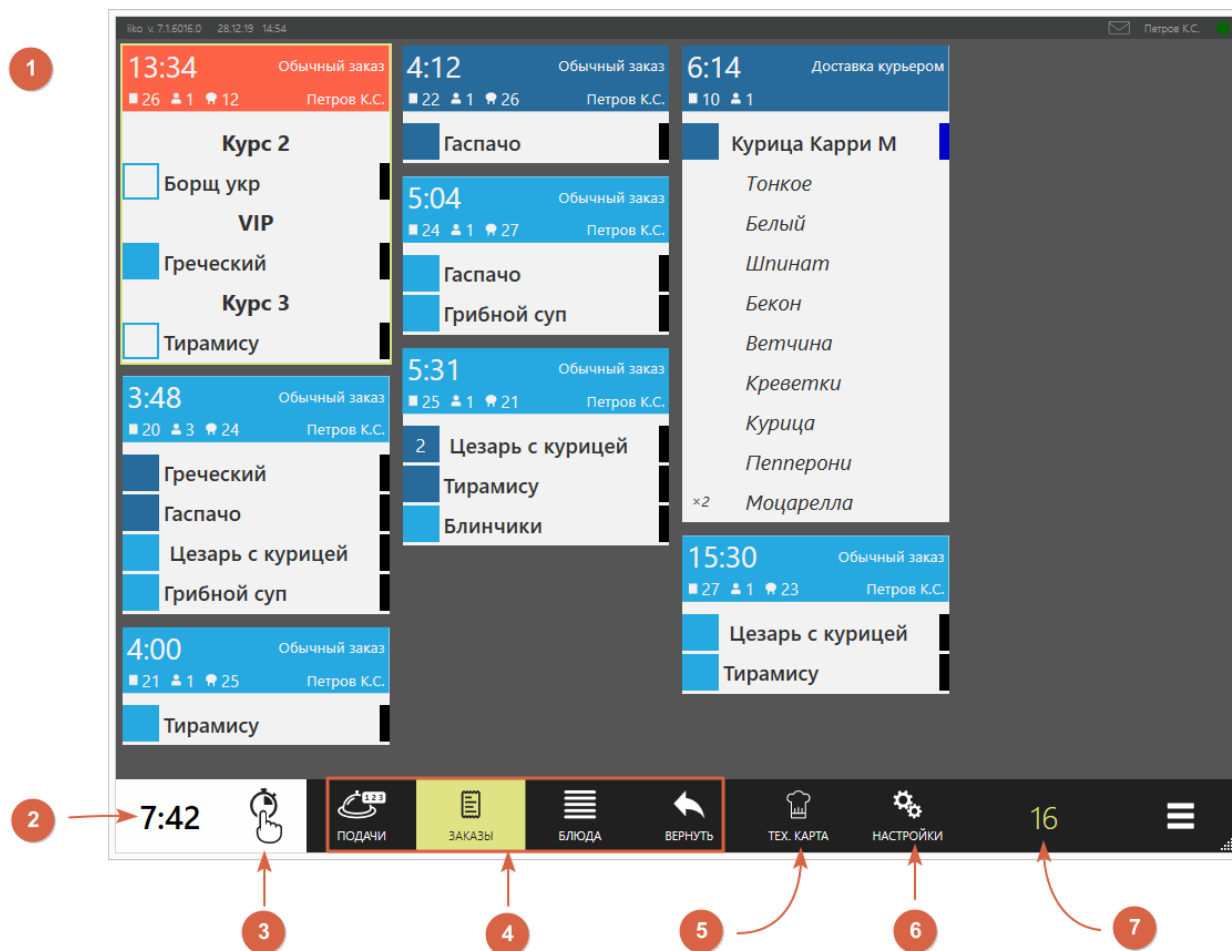 iiko v. 7.1.6016.0 28.12.19 14:54 Петров К.С.
1
13:34 Обычный заказ
26 1 12 Петров К.С.
Курс 2
Борщ укр
VIP
Греческий
Курс 3
Тирамису
3:48 Обычный заказ
20 3 24 Петров К.С.
Греческий
Гаспачо
Цезарь с курицей
Грибной суп
4:00 Обычный заказ
21 1 25 Петров К.С.
Тирамису
4:12 Обычный заказ
22 1 26 Петров К.С.
Гаспачо
5:04 Обычный заказ
24 1 27 Петров К.С.
Гаспачо
Грибной суп
5:31 Обычный заказ
25 1 21 Петров К.С.
2 Цезарь с курицей
Тирамису
Блинчики
6:14 Доставка курьером
10 1
Курица Карри М
Тонкое
Белый
Шпинат
Бекон
Ветчина
Креветки
Курица
Пепперони
×2 Моцарелла
15:30 Обычный заказ
27 1 23 Петров К.С.
Цезарь с курицей
Тирамису
2
7:42
123
ПОДАЧИ
ЗАКАЗЫ
БЛЮДА
ВЕРНУТЬ
ТЕХ. КАРТА
НАСТРОЙКИ
16
3
4
5
6
7